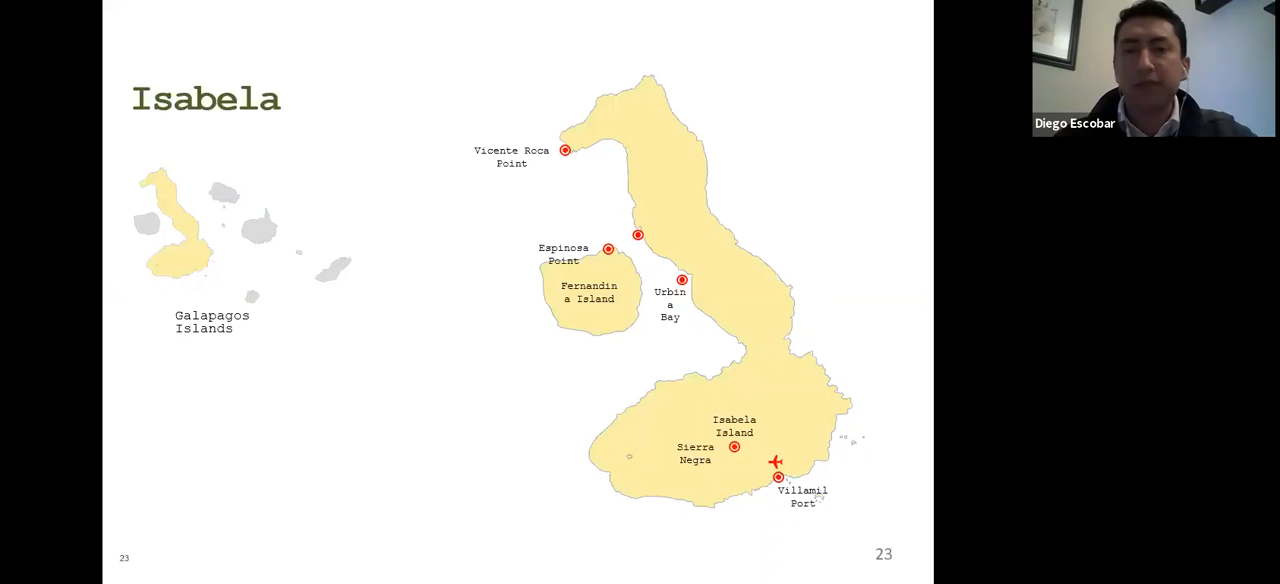 Isabela
Vicente Roca
Point
Espinosa
Point
Fernandin
a Island
Urbin
a
Bay
Galapagos
Islands
Isabela
Island
Sierra
Negra
Villamil
Port
23
23
Diego Escobar